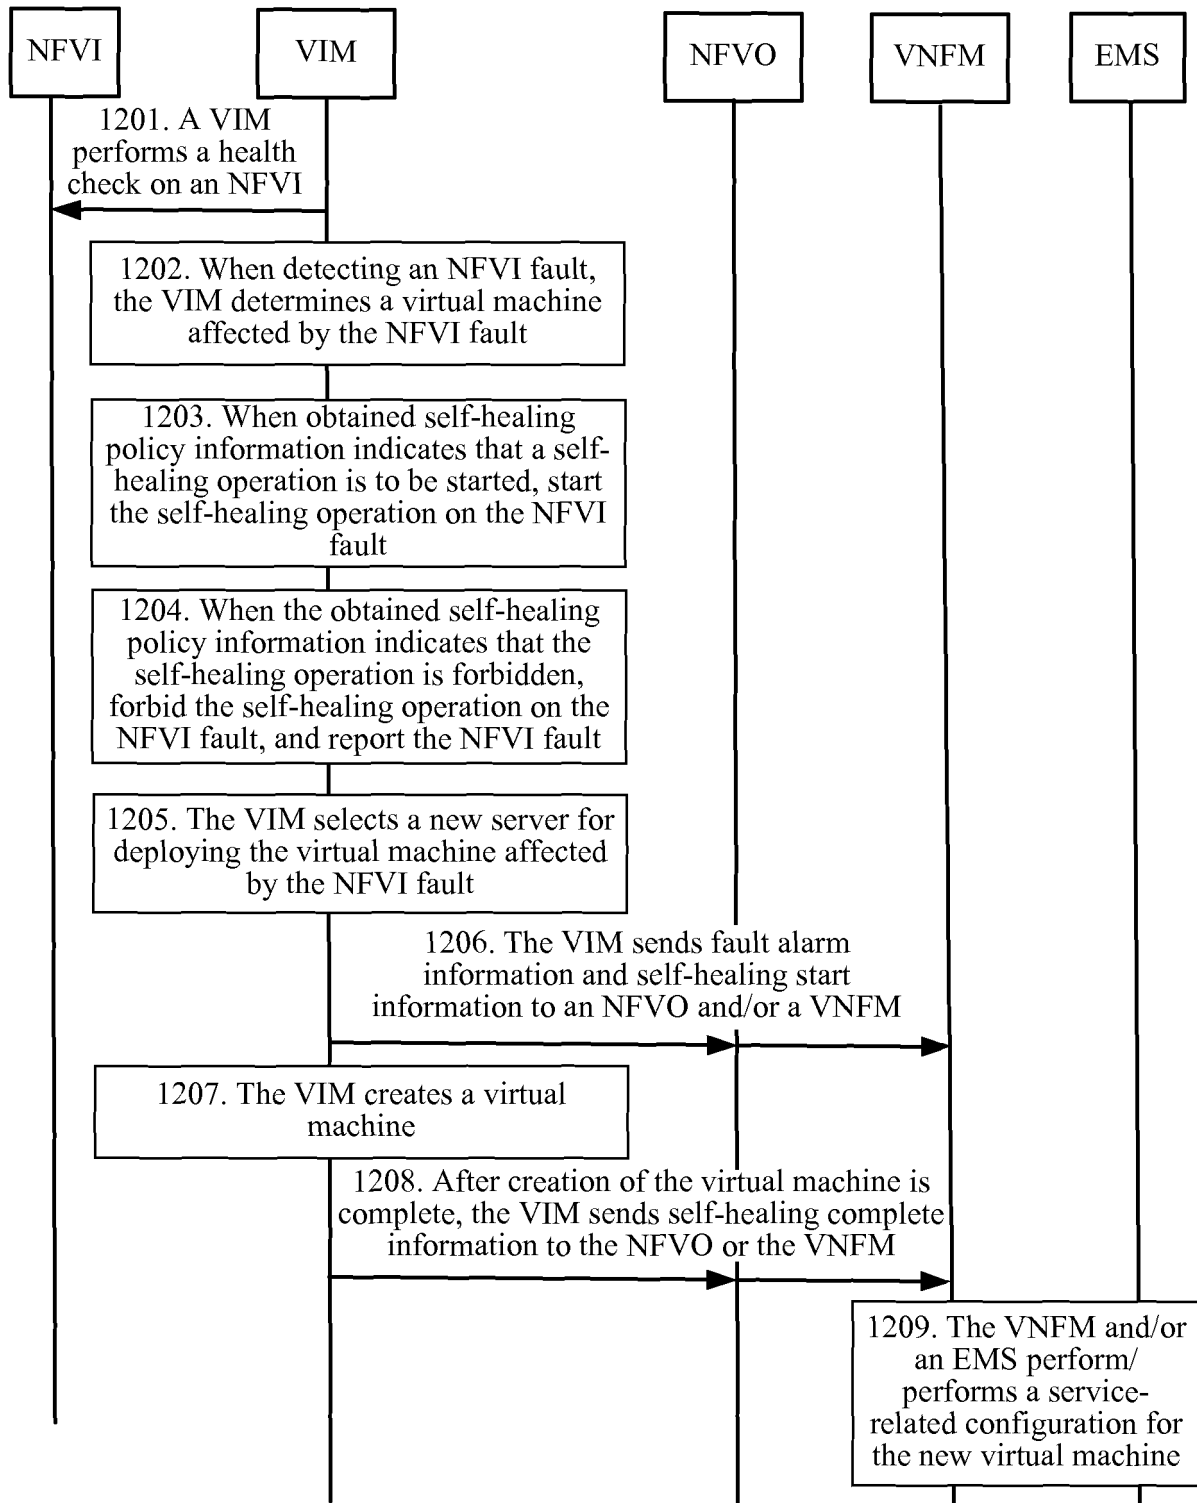 NFVI
VIM
NFVO
VNFM
EMS
1201. A VIM
performs a health
check on an NFVI
1202. When detecting an NFVI fault,
the VIM determines a virtual machine
affected by the NFVI fault
1203. When obtained self-healing
policy information indicates that a self-
healing operation is to be started, start
the self-healing operation on the NFVI
fault
1204. When the obtained self-healing
policy information indicates that the
self-healing operation is forbidden,
forbid the self-healing operation on the
NFVI fault, and report the NFVI fault
1205. The VIM selects a new server for
deploying the virtual machine affected
by the NFVI fault
1206. The VIM sends fault alarm
information and self-healing start
information to an NFVO and/or a VNFM
1207. The VIM creates a virtual
machine
1208. After creation of the virtual machine is
complete, the VIM sends self-healing complete
information to the NFVO or the VNFM
1209. The VNFM and/or
an EMS perform/
performs a service-
related configuration for
the new virtual machine